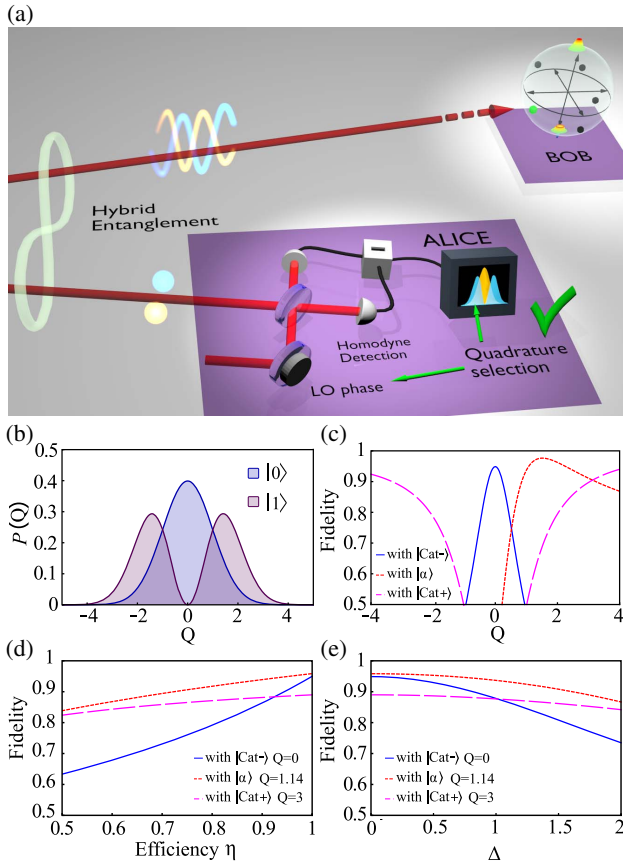 (a)
BOB
Hybrid
Entanglement
ALICE
Homodyne
Detection
Quadrature
selection
LO phase
(b)
0.5
0.4
0.3
0.2
0.1
0
P(Q)
|0⟩
|1⟩
−4 −2 0 2 4
Q
(c)
1
0.9
0.8
0.7
0.6
0.5
Fidelity
with |Cat−⟩
with |α⟩
with |Cat+⟩
−4 −2 0 2 4
Q
(d)
1
0.9
0.8
0.7
0.6
0.5
Fidelity
with |Cat−⟩ Q=0
with |α⟩ Q=1.14
with |Cat+⟩ Q=3
0.5 0.6 0.7 0.8 0.9 1
Efficiency η
(e)
1
0.9
0.8
0.7
0.6
0.5
Fidelity
with |Cat−⟩ Q=0
with |α⟩ Q=1.14
with |Cat+⟩ Q=3
0 0.5 1 1.5 2
Δ